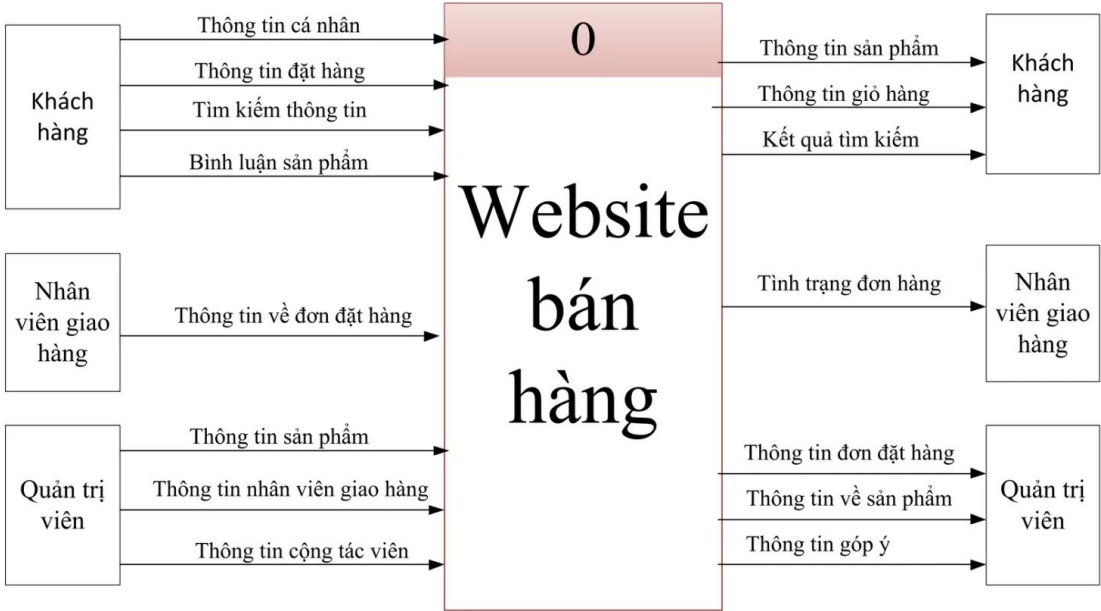 Khách
hàng
Thông tin cá nhân
Thông tin đặt hàng
Tìm kiếm thông tin
Bình luận sản phẩm
Nhân
viên giao
hàng
Thông tin về đơn đặt hàng
Quản trị
viên
Thông tin sản phẩm
Thông tin nhân viên giao hàng
Thông tin cộng tác viên
0
Website
bán
hàng
Thông tin sản phẩm
Thông tin giỏ hàng
Kết quả tìm kiếm
Khách
hàng
Tình trạng đơn hàng
Nhân
viên giao
hàng
Thông tin đơn đặt hàng
Thông tin về sản phẩm
Thông tin góp ý
Quản trị
viên